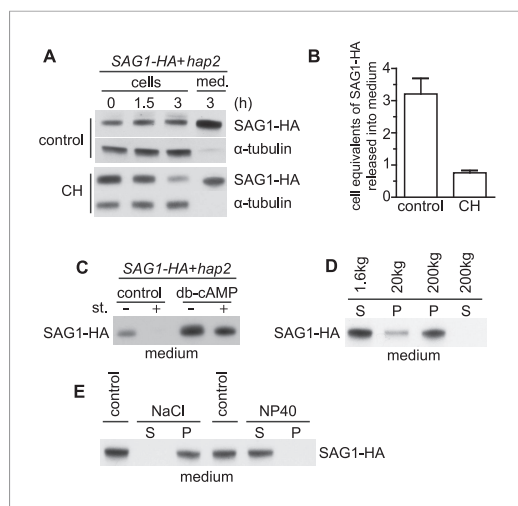 A
SAG1-HA+hap2
cells med.
0 1.5 3 3 (h)
control
SAG1-HA
α-tubulin
CH
SAG1-HA
α-tubulin
B
cell equivalents of SAG1-HA
released into medium
5
4
3
2
1
0
control CH
C
SAG1-HA+hap2
control db-cAMP
st. - + - +
SAG1-HA
medium
D
1.6kg 20kg 200kg 200kg
S P P S
SAG1-HA
medium
E
control NaCl control NP40
S P S P
SAG1-HA
medium